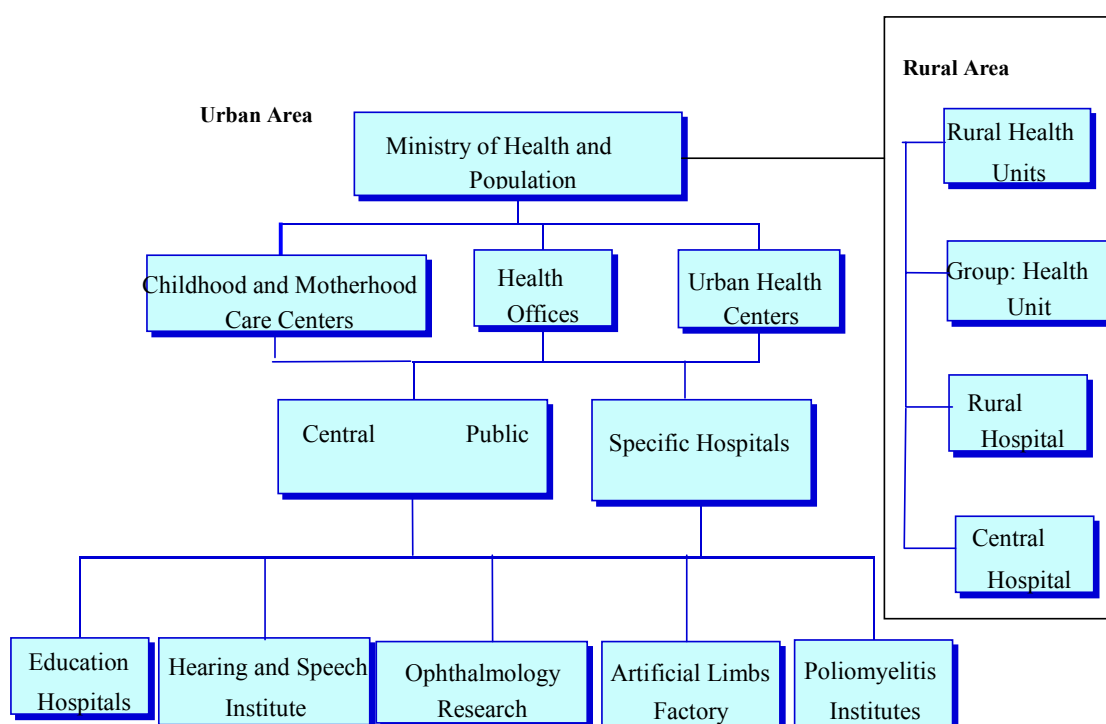 Urban Area
Ministry of Health and
Population
Childhood and Motherhood
Care Centers
Health
Offices
Urban Health
Centers
Central Public
Specific Hospitals
Education
Hospitals
Hearing and Speech
Institute
Ophthalmology
Research
Artificial Limbs
Factory
Poliomyelitis
Institutes
Rural Area
Rural Health
Units
Group: Health
Unit
Rural
Hospital
Central
Hospital